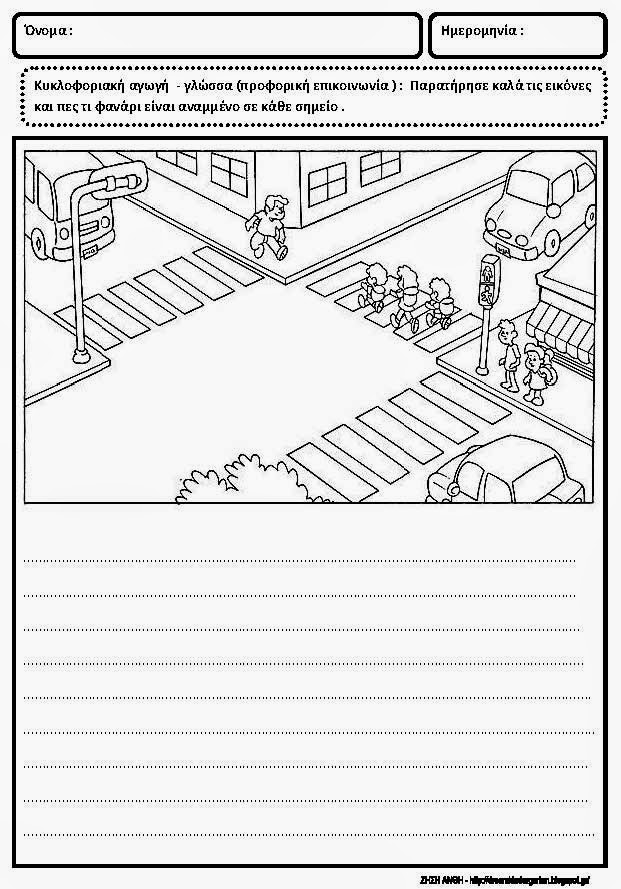 Όνομα :
Ημερομηνία :
Κυκλοφοριακή αγωγή - γλώσσα (προφορική επικοινωνία ) : Παρατήρησε καλά τις εικόνες
και πες τι φανάρι είναι αναμμένο σε κάθε σημείο .
ΖΗΣΗ ΑΝΘΗ -